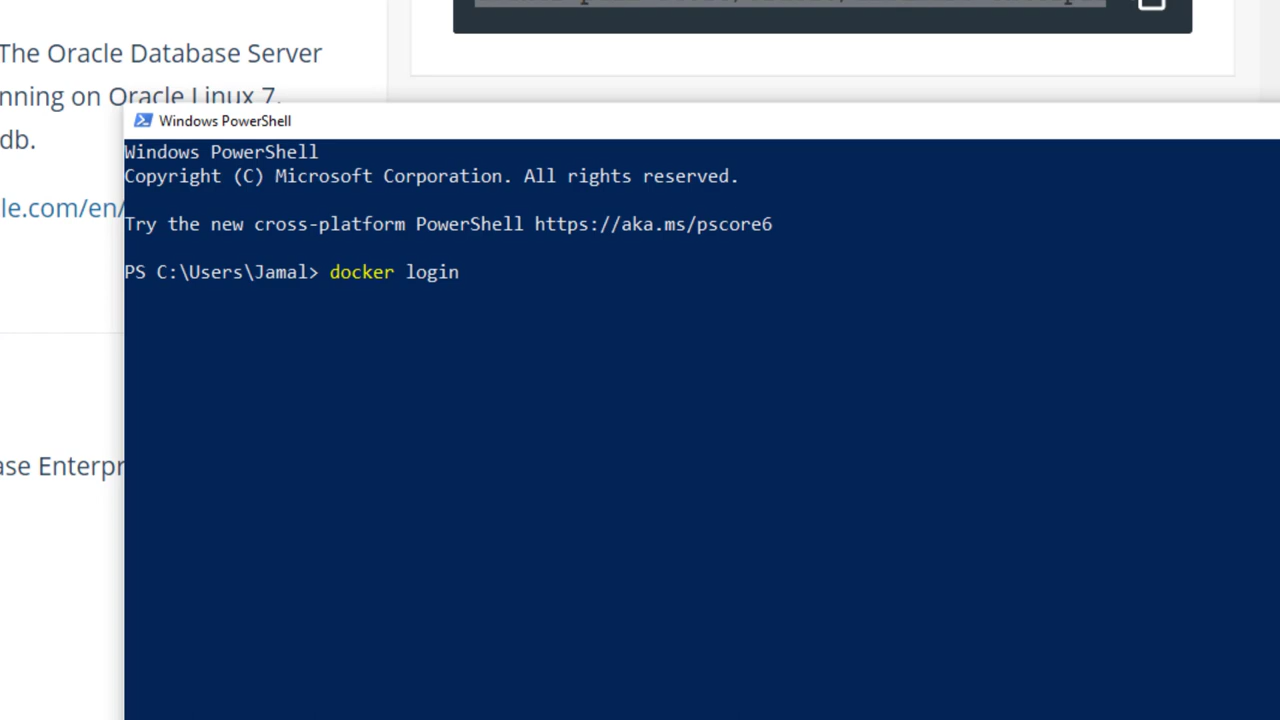 The Oracle Database Server
nning on Oracle Linux 7.
db.
le.com/en/
ase Enterpr
Windows PowerShell
Windows PowerShell
Copyright (C) Microsoft Corporation. All rights reserved.
Try the new cross-platform PowerShell https://aka.ms/pscore6
PS C:\Users\Jamal> docker login